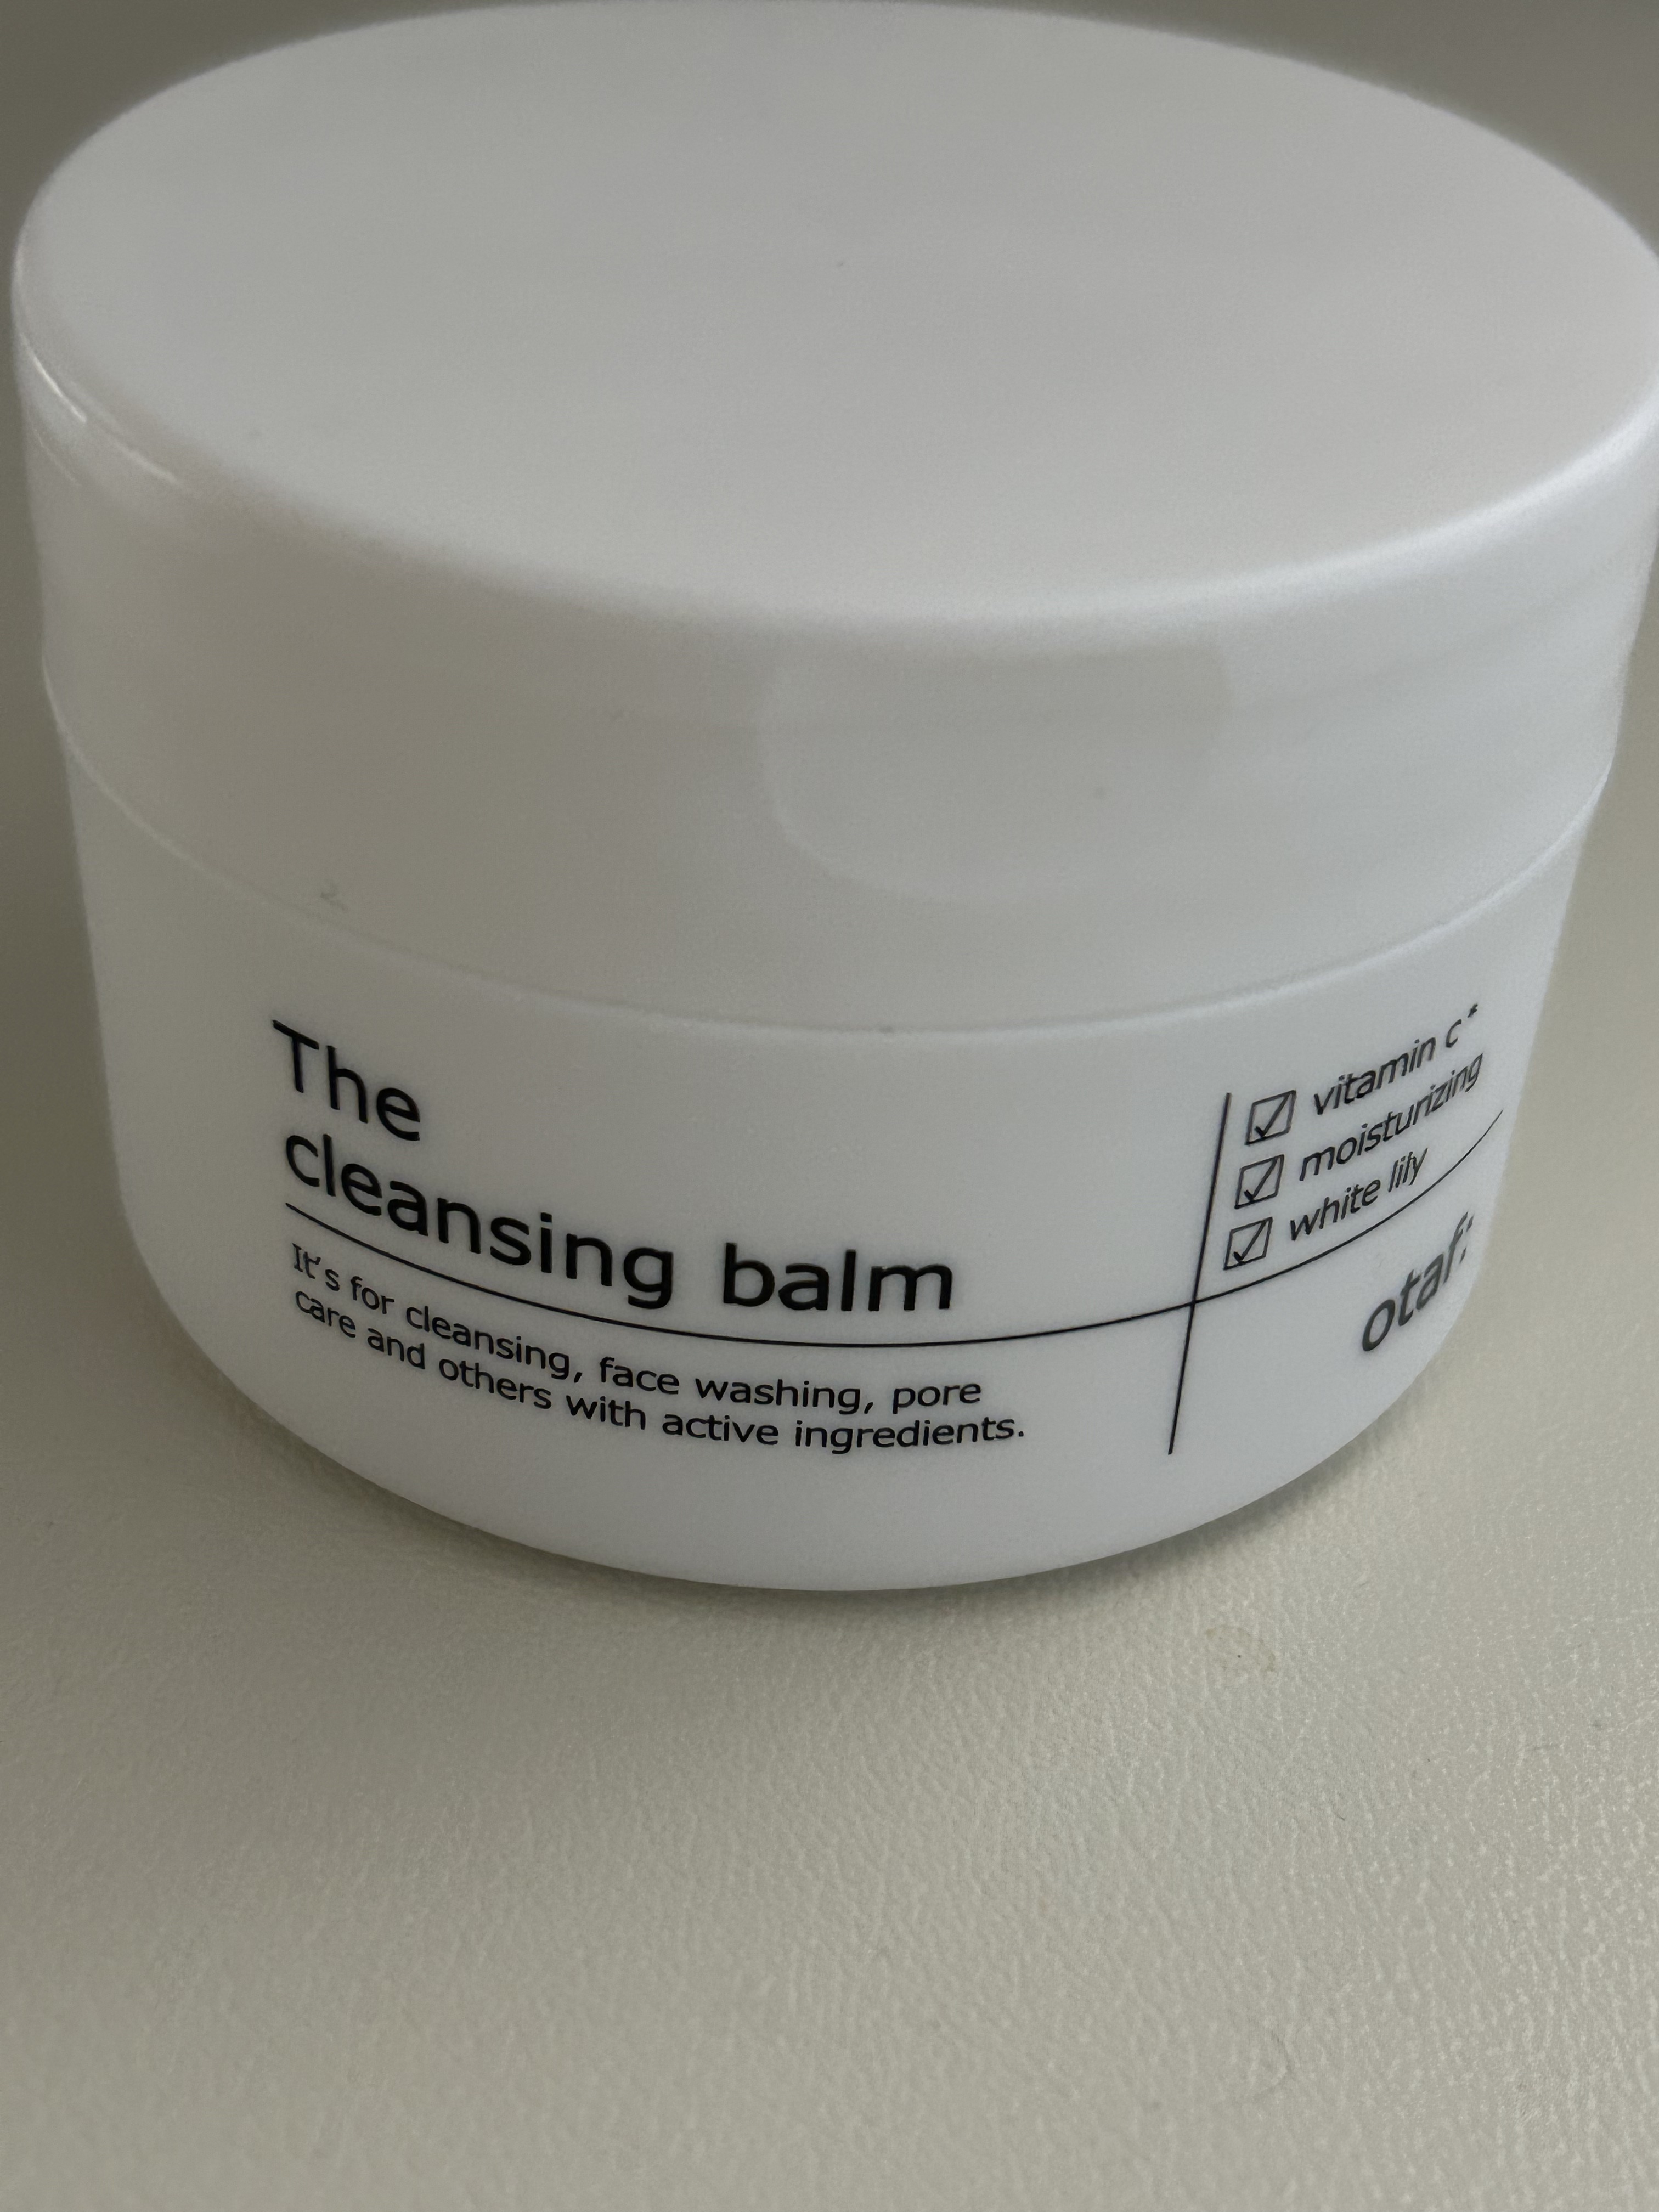 The
cleansing balm
It's for cleansing, face washing, pore
care and others with active ingredients.
☑ vitamin c*
☑ moisturizing
☑ white lily
otaf: